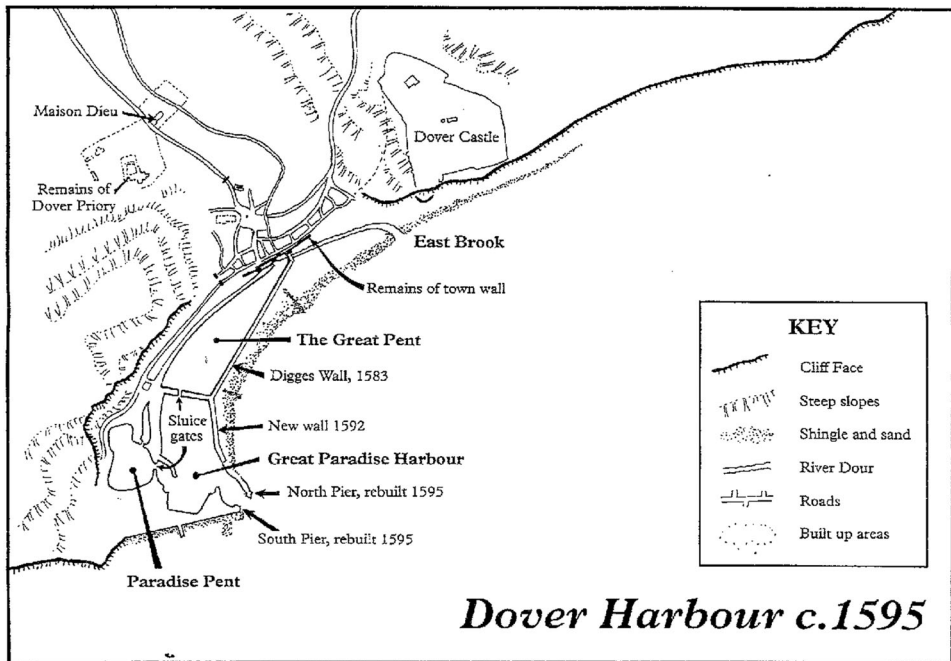 Maison Dieu
Dover Castle
Remains of
Dover Priory
East Brook
Remains of town wall
The Great Pent
Digges Wall, 1583
Sluice
gates
New wall 1592
Great Paradise Harbour
North Pier, rebuilt 1595
South Pier, rebuilt 1595
Paradise Pent
KEY
Cliff Face
Steep slopes
Shingle and sand
River Dour
Roads
Built up areas
Dover Harbour c.1595